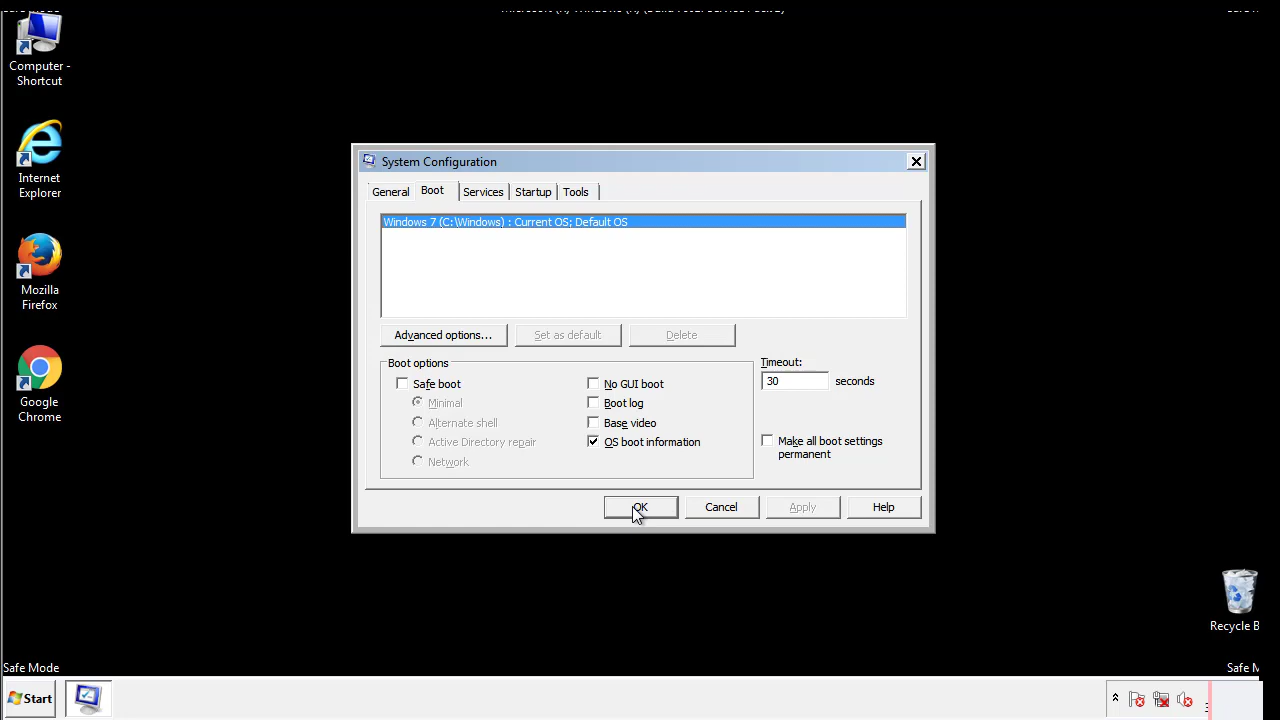 Computer -
Shortcut
Internet
Explorer
Mozilla
Firefox
Google
Chrome
System Configuration
General Boot Services Startup Tools
Windows 7 (C:\Windows) : Current OS; Default OS
Advanced options... Set as default Delete
Boot options
Timeout:
Safe boot No GUI boot 30 seconds
Minimal Boot log
Alternate shell Base video
Active Directory repair OS boot information Make all boot settings
permanent
Network
OK Cancel Apply Help
Recycle B
Safe Mode Safe M
Start